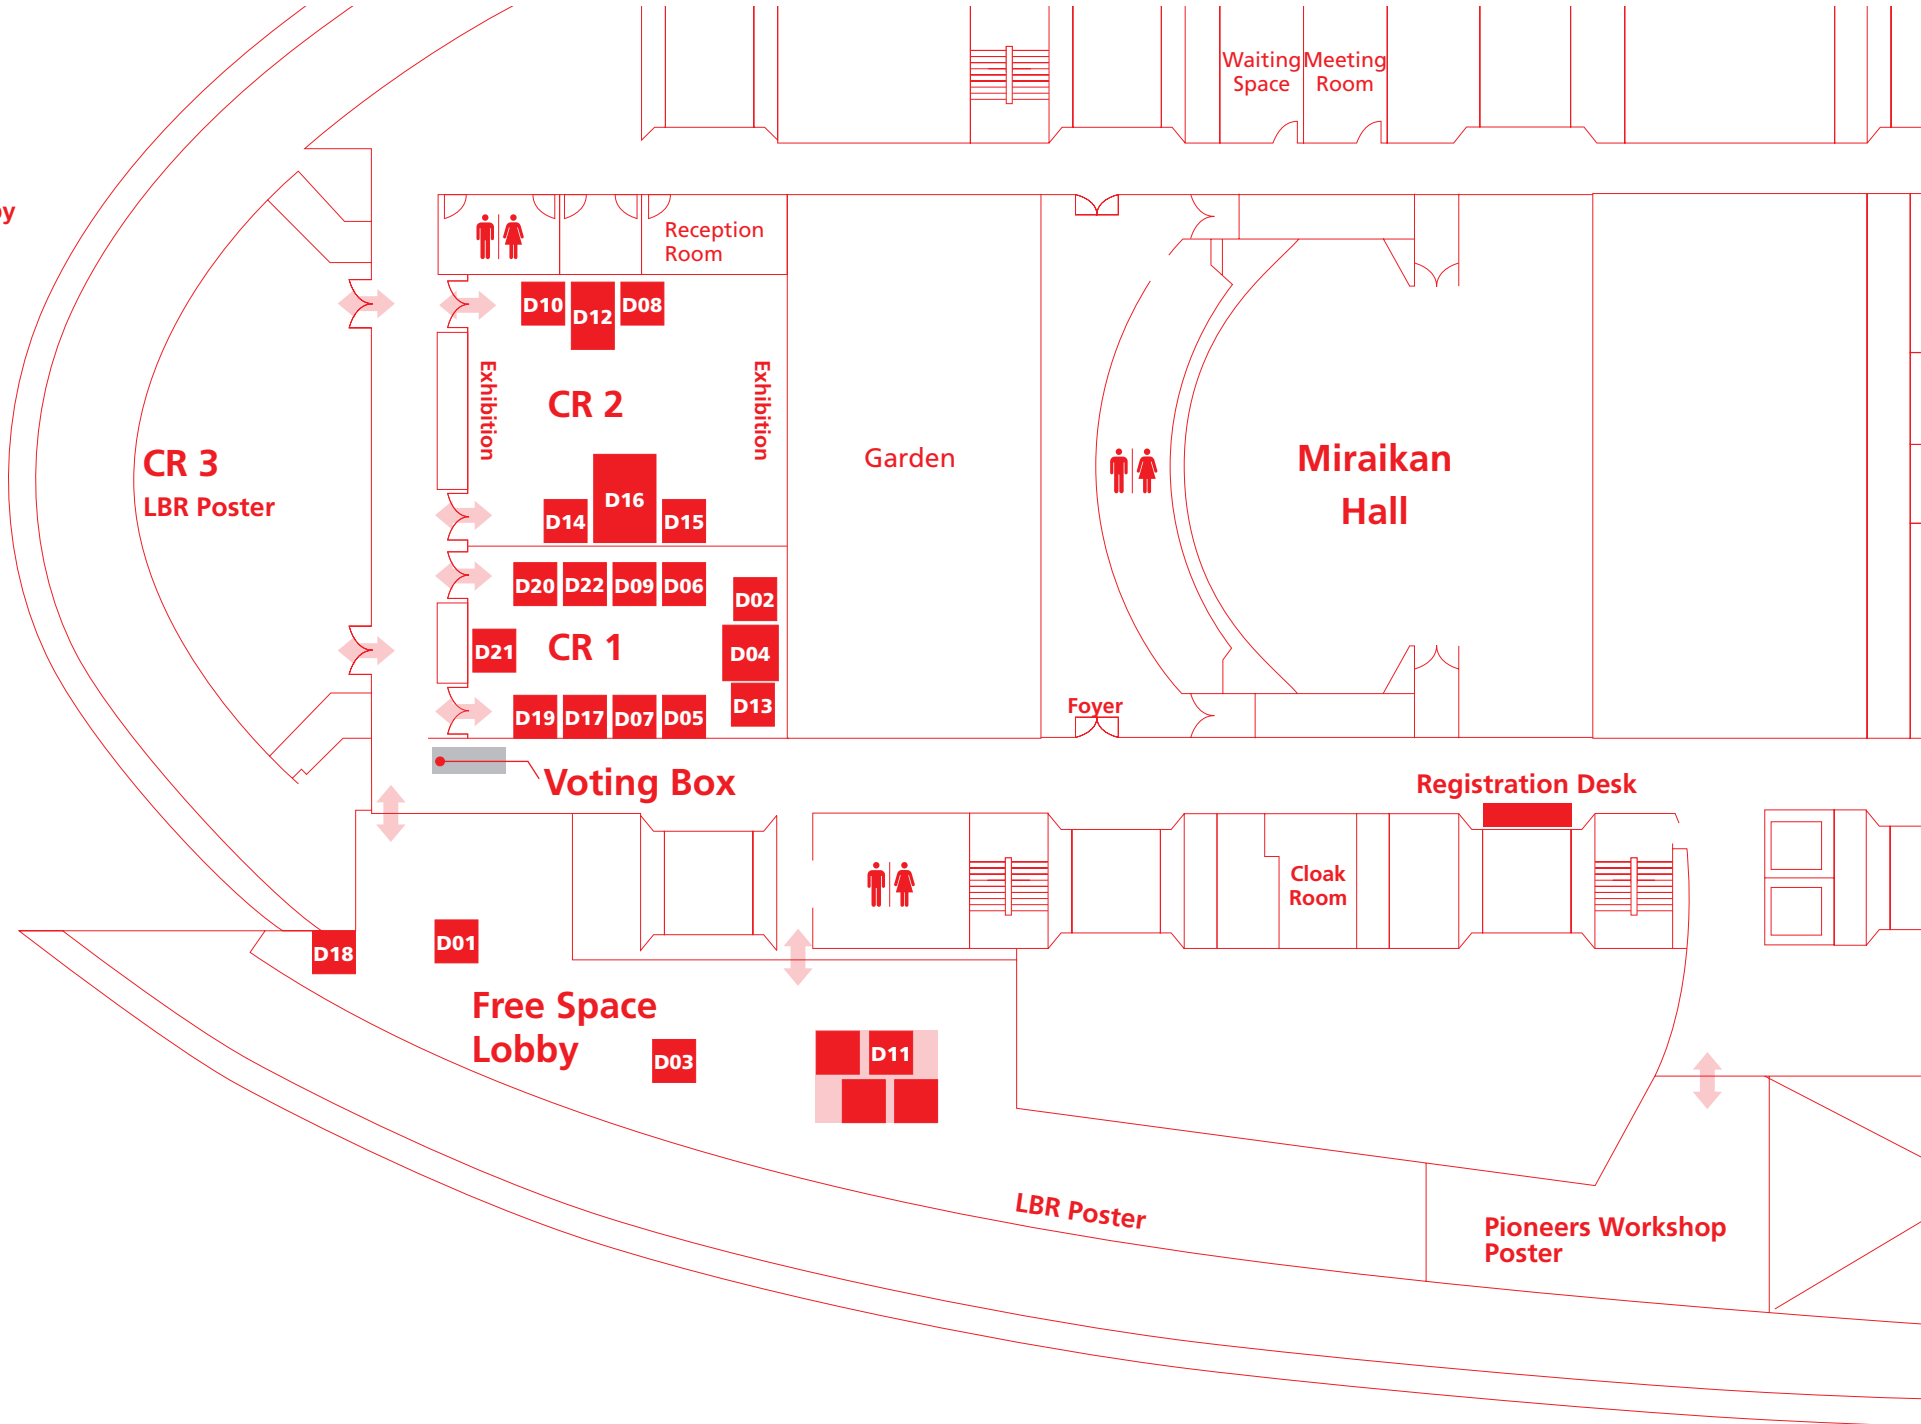 Waiting
Space
Meeting
Room
y
Reception
Room
D10
D12
D08
Exhibition
CR 2
Exhibition
CR 3
LBR Poster
D14
D16
D15
Garden
Miraikan
Hall
D20
D22
D09
D06
D02
D21
CR 1
D04
D13
D19
D17
D07
D05
Foyer
Voting Box
Registration Desk
Cloak
Room
D18
D01
Free Space
Lobby
D03
D11
LBR Poster
Pioneers Workshop
Poster